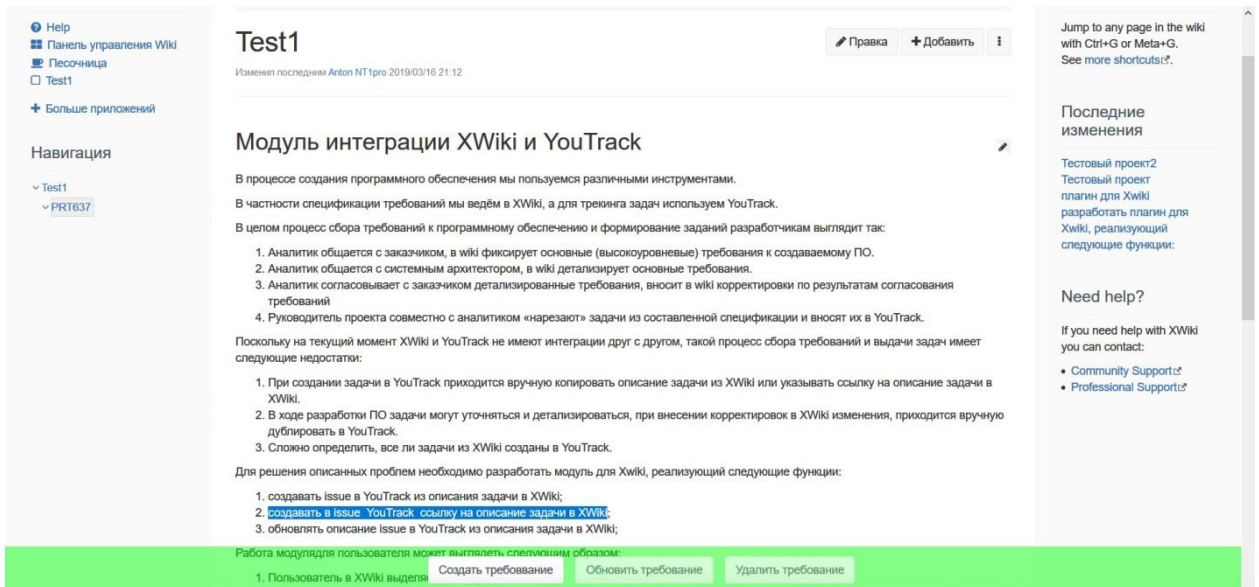 Help
Панель управления Wiki
Песочница
Test1
Больше приложений
Навигация
Test1
PRT637
Test1
Правка
Добавить
Изменил последним Anton NT1pro 2019/03/16 21:12
Модуль интеграции XWiki и YouTrack
В процессе создания программного обеспечения мы пользуемся различными инструментами.
В частности спецификации требований мы ведём в XWiki, а для трекинга задач используем YouTrack.
В целом процесс сбора требований к программному обеспечению и формирование заданий разработчикам выглядит так:
1. Аналитик общается с заказчиком, в wiki фиксирует основные (высокоуровневые) требования к создаваемому ПО.
2. Аналитик общается с системным архитектором, в wiki детализирует основные требования.
3. Аналитик согласовывает с заказчиком детализированные требования, вносит в wiki корректировки по результатам согласования
требований
4. Руководитель проекта совместно с аналитиком «нарезают» задачи из составленной спецификации и вносят их в YouTrack.
Поскольку на текущий момент XWiki и YouTrack не имеют интеграции друг с другом, такой процесс сбора требований и выдачи задач имеет
следующие недостатки:
1. При создании задачи в YouTrack приходится вручную копировать описание задачи из XWiki или указывать ссылку на описание задачи в
XWiki.
2. В ходе разработки ПО задачи могут уточняться и детализироваться, при внесении корректировок в XWiki изменения, приходится вручную
дублировать в YouTrack.
3. Сложно определить, все ли задачи из XWiki созданы в YouTrack.
Для решения описанных проблем необходимо разработать модуль для Xwiki, реализующий следующие функции:
1. создавать issue в YouTrack из описания задачи в XWiki;
2. создавать в issue YouTrack ссылку на описание задачи в XWiki;
3. обновлять описание issue в YouTrack из описания задачи в XWiki;
Работа модулядля пользователя может выглядеть следующим образом:
1. Пользователь в XWiki
Создать требоввание
Обновить требование
Удалить требование
Jump to any page in the wiki
with Ctrl+G or Meta+G.
See more shortcuts.
Последние
изменения
Тестовый проект2
Тестовый проект
плагин для Xwiki
разработать плагин для
Xwiki, реализующий
следующие функции:
Need help?
If you need help with XWiki
you can contact:
Community Support
Professional Support